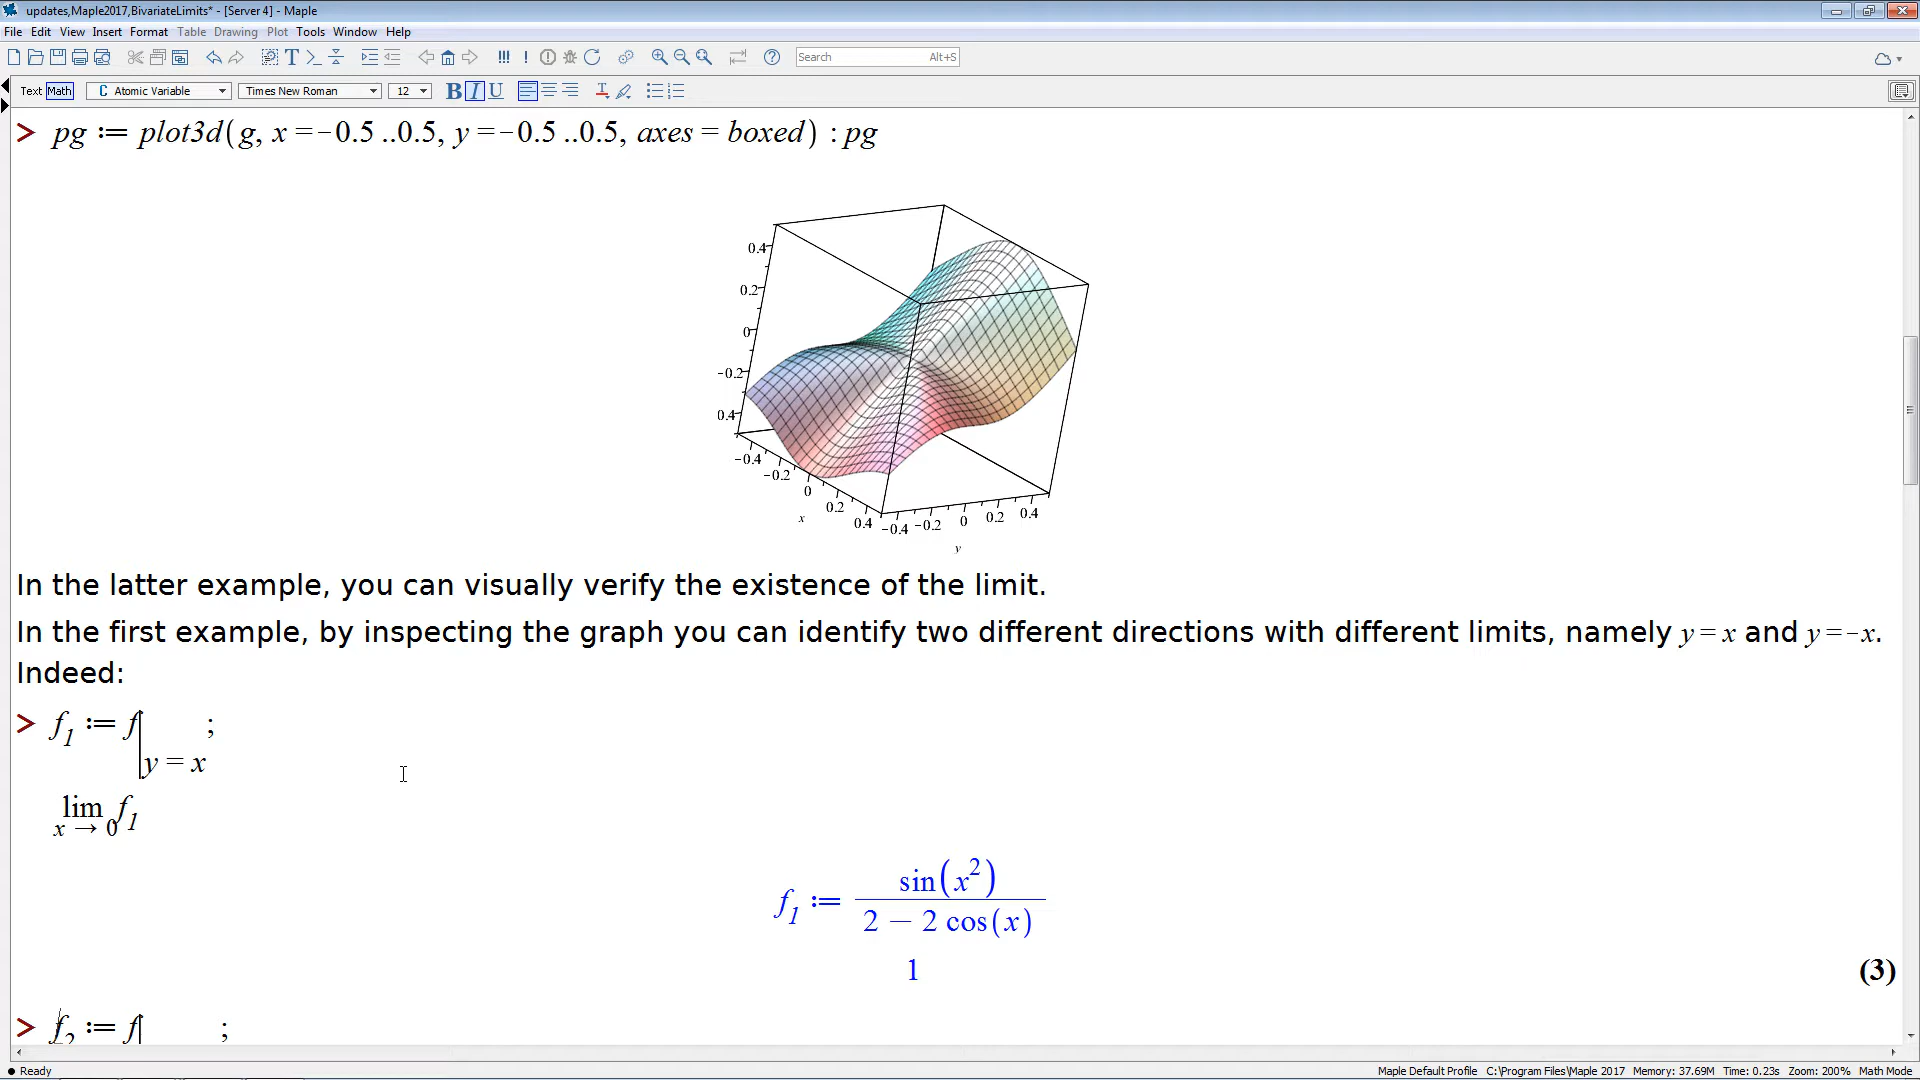 updates,Maple2017,BivariateLimits* - [Server 4] - Maple
File Edit View Insert Format Table Drawing Plot Tools Window Help
Search Alt+S
Text Math C Atomic Variable Times New Roman 12 B I U
> pg := plot3d(g, x =−0.5 ..0.5, y =−0.5 ..0.5, axes = boxed) : pg
0.4
0.2
0
−0.2
0.4
−0.4 −0.2 0 0.2 0.4
x
−0.4 −0.2 0 0.2 0.4
y
In the latter example, you can visually verify the existence of the limit.
In the first example, by inspecting the graph you can identify two different directions with different limits, namely y = x and y = −x.
Indeed:
> f1 := f| ;
y = x
lim f1
x → 0
f1 := sin(x²)
2 − 2 cos(x)
1
(3)
> f2 := f| ;
Ready
Maple Default Profile C:\Program Files\Maple 2017 Memory: 37.69M Time: 0.23s Zoom: 200% Math Mode